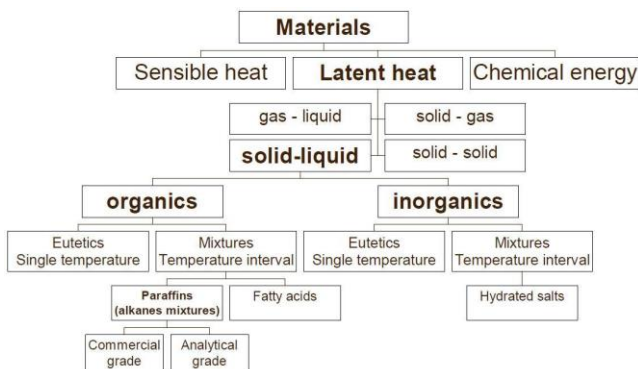 Materials
Sensible heat
Latent heat
Chemical energy
gas - liquid
solid - gas
solid-liquid
solid - solid
organics
inorganics
Eutetics
Single temperature
Mixtures
Temperature interval
Eutetics
Single temperature
Mixtures
Temperature interval
Paraffins
(alkanes mixtures)
Fatty acids
Hydrated salts
Commercial
grade
Analytical
grade